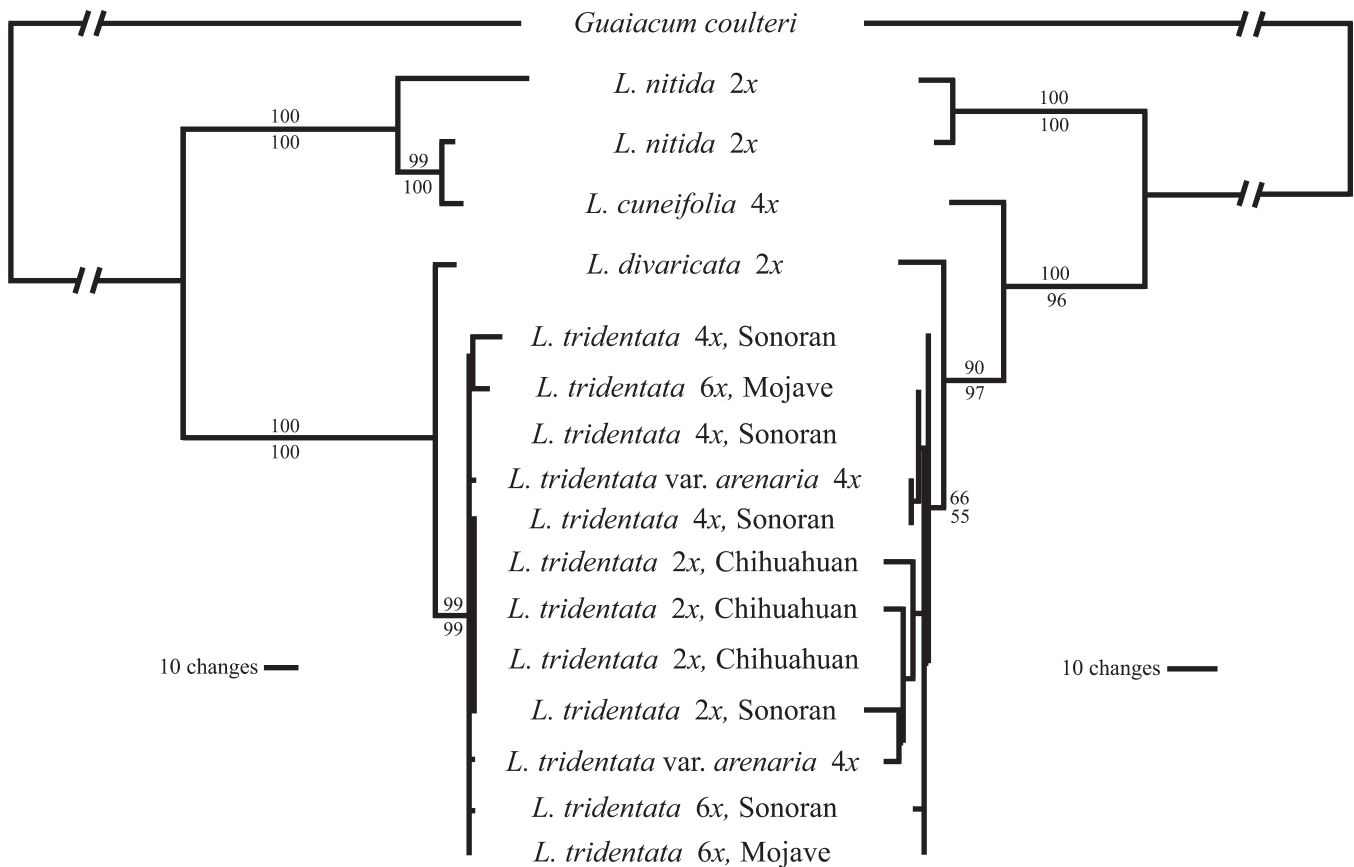 Guaiacum coulteri
L. nitida 2x
100
100
100
100
L. nitida 2x
99
100
L. cuneifolia 4x
L. divaricata 2x
100
96
L. tridentata 4x, Sonoran
L. tridentata 6x, Mojave
90
97
100
100
L. tridentata 4x, Sonoran
L. tridentata var. arenaria 4x
66
55
L. tridentata 4x, Sonoran
L. tridentata 2x, Chihuahuan
99
99
L. tridentata 2x, Chihuahuan
10 changes
L. tridentata 2x, Chihuahuan
10 changes
L. tridentata 2x, Sonoran
L. tridentata var. arenaria 4x
L. tridentata 6x, Sonoran
L. tridentata 6x, Mojave